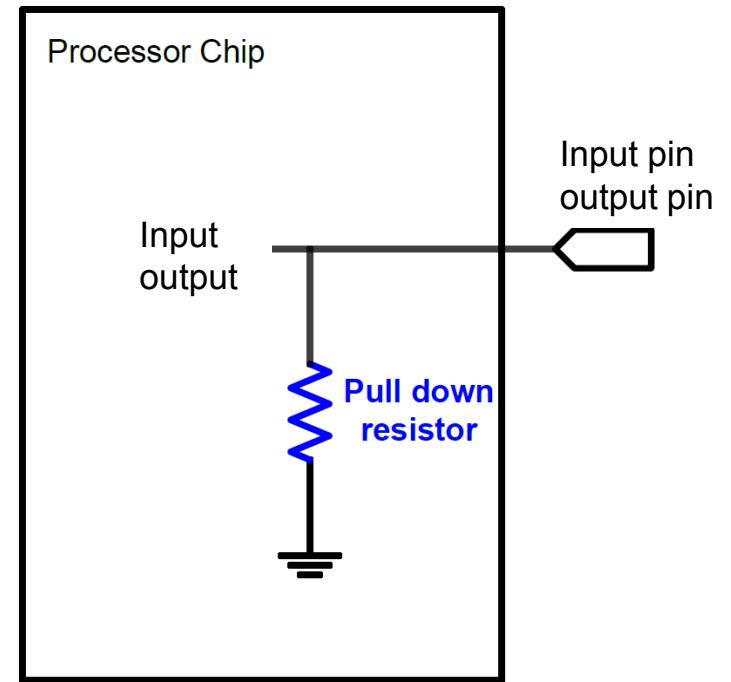 Processor Chip
Input pin
output pin
Input
output
Pull down
resistor